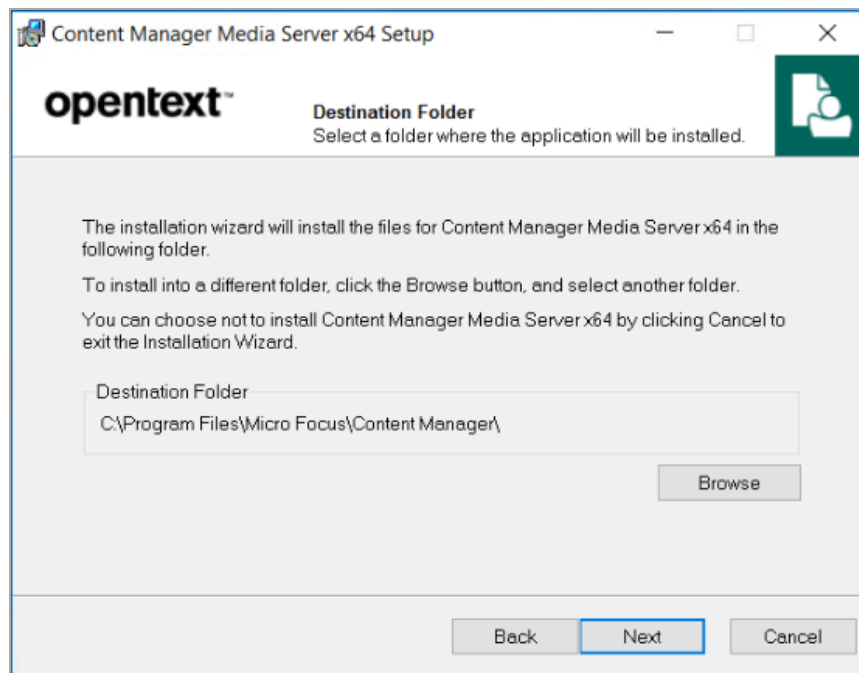 Content Manager Media Server x64 Setup
opentext™
Destination Folder
Select a folder where the application will be installed.
The installation wizard will install the files for Content Manager Media Server x64 in the
following folder.
To install into a different folder, click the Browse button, and select another folder.
You can choose not to install Content Manager Media Server x64 by clicking Cancel to
exit the Installation Wizard.
Destination Folder
C:\Program Files\Micro Focus\Content Manager\
Browse
Back
Next
Cancel